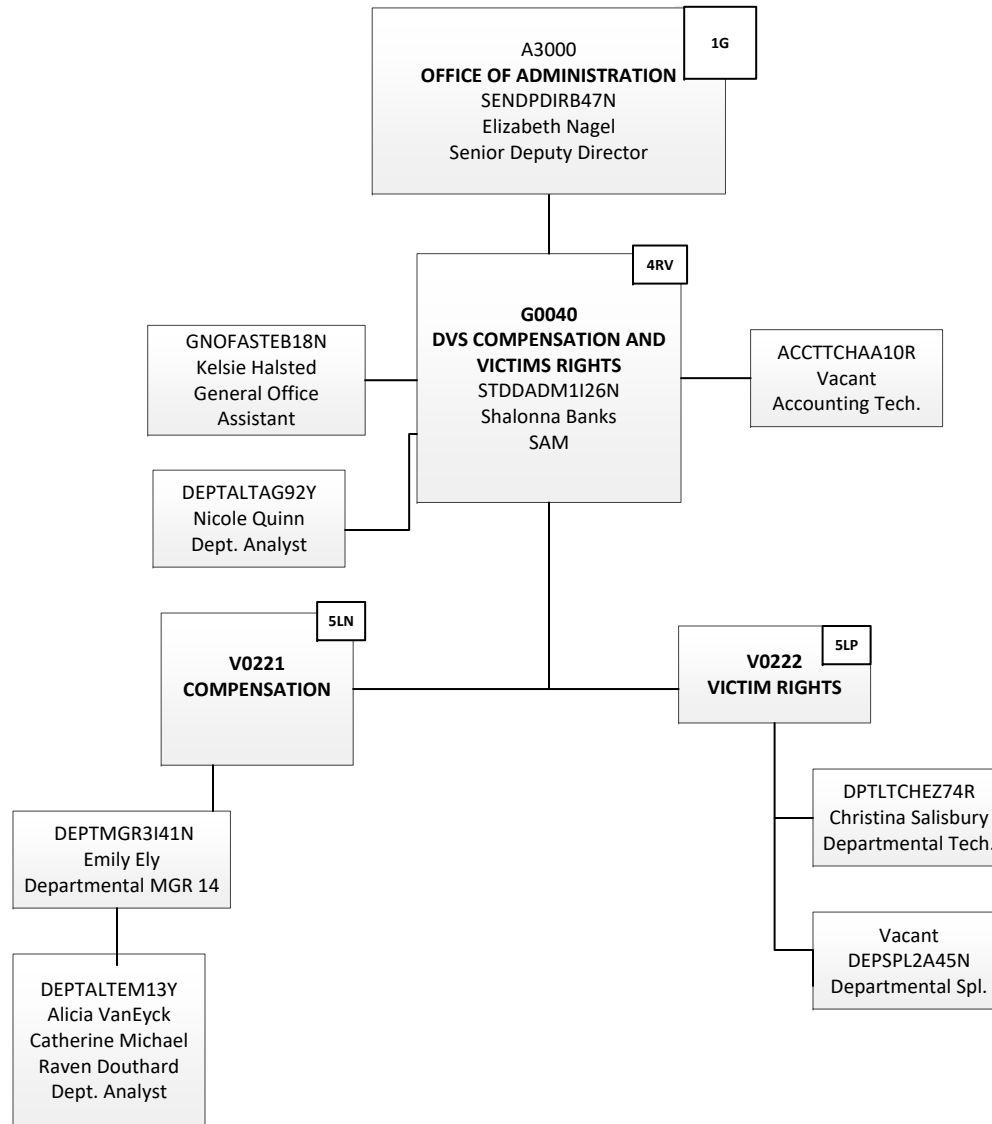 1G
A3000
OFFICE OF ADMINISTRATION
SENDPDIRB47N
Elizabeth Nagel
Senior Deputy Director
4RV
G0040
DVS COMPENSATION AND
VICTIMS RIGHTS
STDDADM1I26N
Shalonna Banks
SAM
GNOFASTEB18N
Kelsie Halsted
General Office
Assistant
ACCTTCHAA10R
Vacant
Accounting Tech.
DEPTALTAG92Y
Nicole Quinn
Dept. Analyst
5LN
V0221
COMPENSATION
5LP
V0222
VICTIM RIGHTS
DEPTMGR3I41N
Emily Ely
Departmental MGR 14
DPTLTCHEZ74R
Christina Salisbury
Departmental Tech.
DEPTALTEM13Y
Alicia VanEyck
Catherine Michael
Raven Douthard
Dept. Analyst
Vacant
DEPSPL2A45N
Departmental Spl.